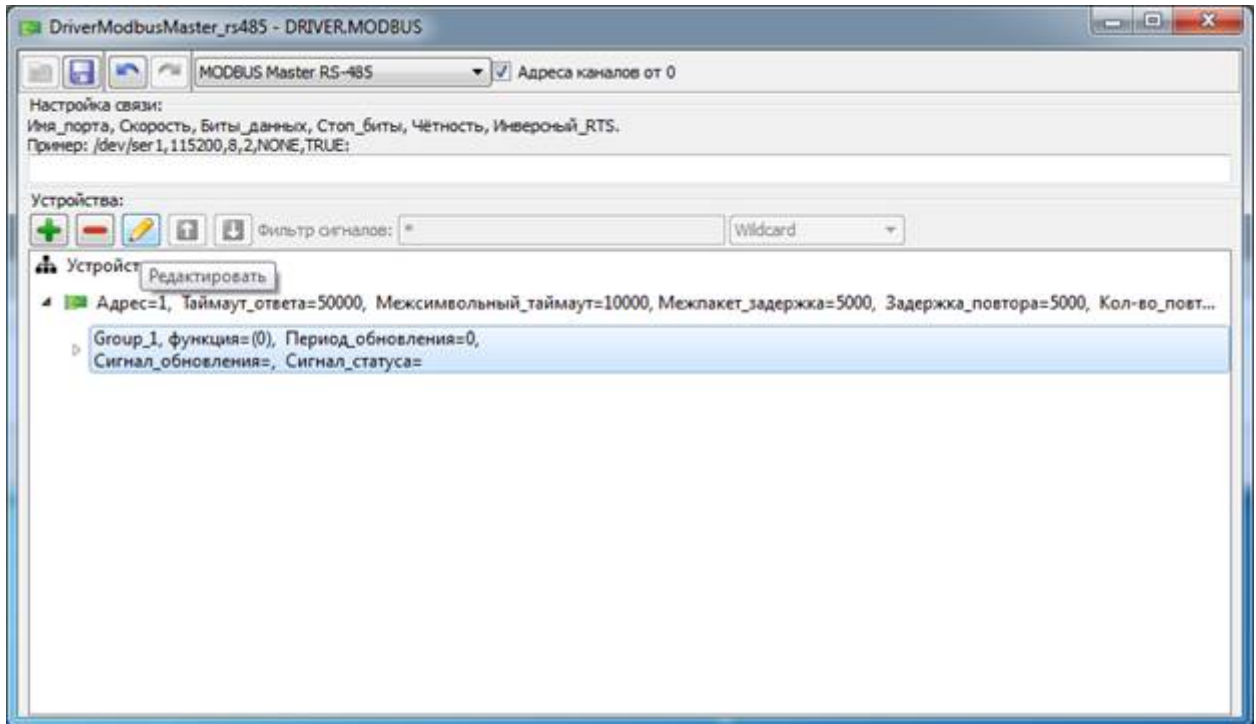 DriverModbusMaster_rs485 - DRIVER.MODBUS
MODBUS Master RS-485 Адреса каналов от 0
Настройка связи:
Имя_порта, Скорость, Биты_данных, Стоп_биты, Чётность, Инверсный_RTS.
Пример: /dev/ser1,115200,8,2,NONE,TRUE:
Устройства:
Фильтр сигналов: * Wildcard
Устройст
Редактировать
Адрес=1, Таймаут_ответа=50000, Межсимвольный_таймаут=10000, Межпакет_задержка=5000, Задержка_повтора=5000, Кол-во_повт...
Group_1, функция=(0), Период_обновления=0,
Сигнал_обновления=, Сигнал_статуса=